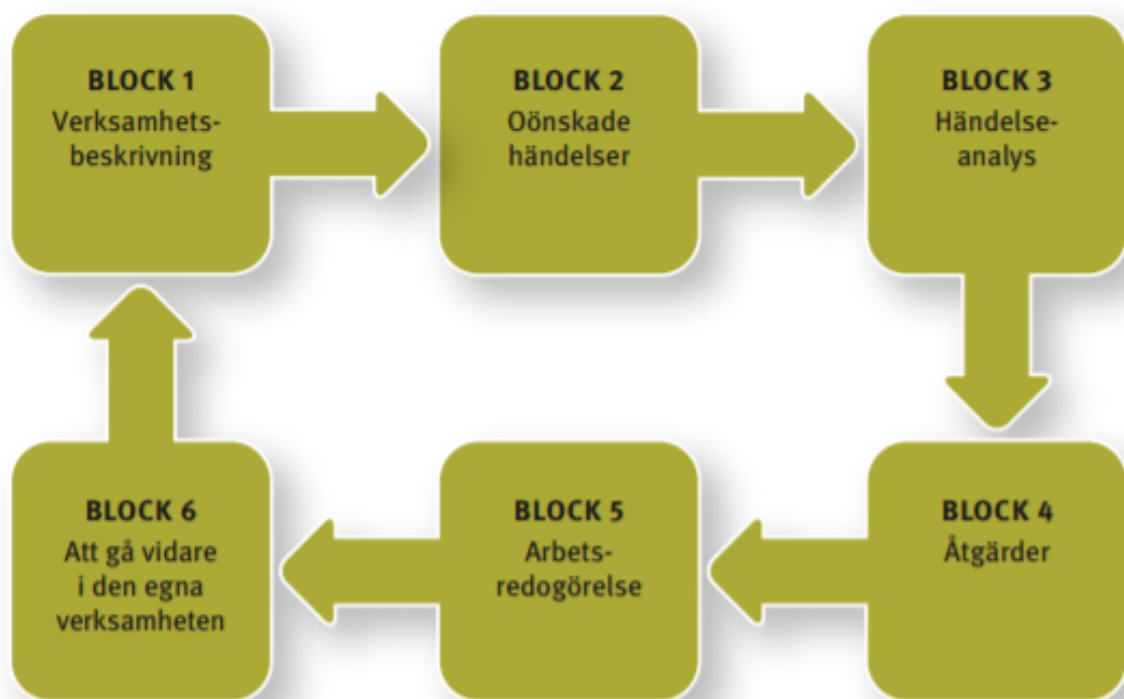 BLOCK 1
Verksamhets-
beskrivning
BLOCK 2
Oönskade
händelser
BLOCK 3
Händelse-
analys
BLOCK 4
Åtgärder
BLOCK 5
Arbets-
redogörelse
BLOCK 6
Att gå vidare
i den egna
verksamheten